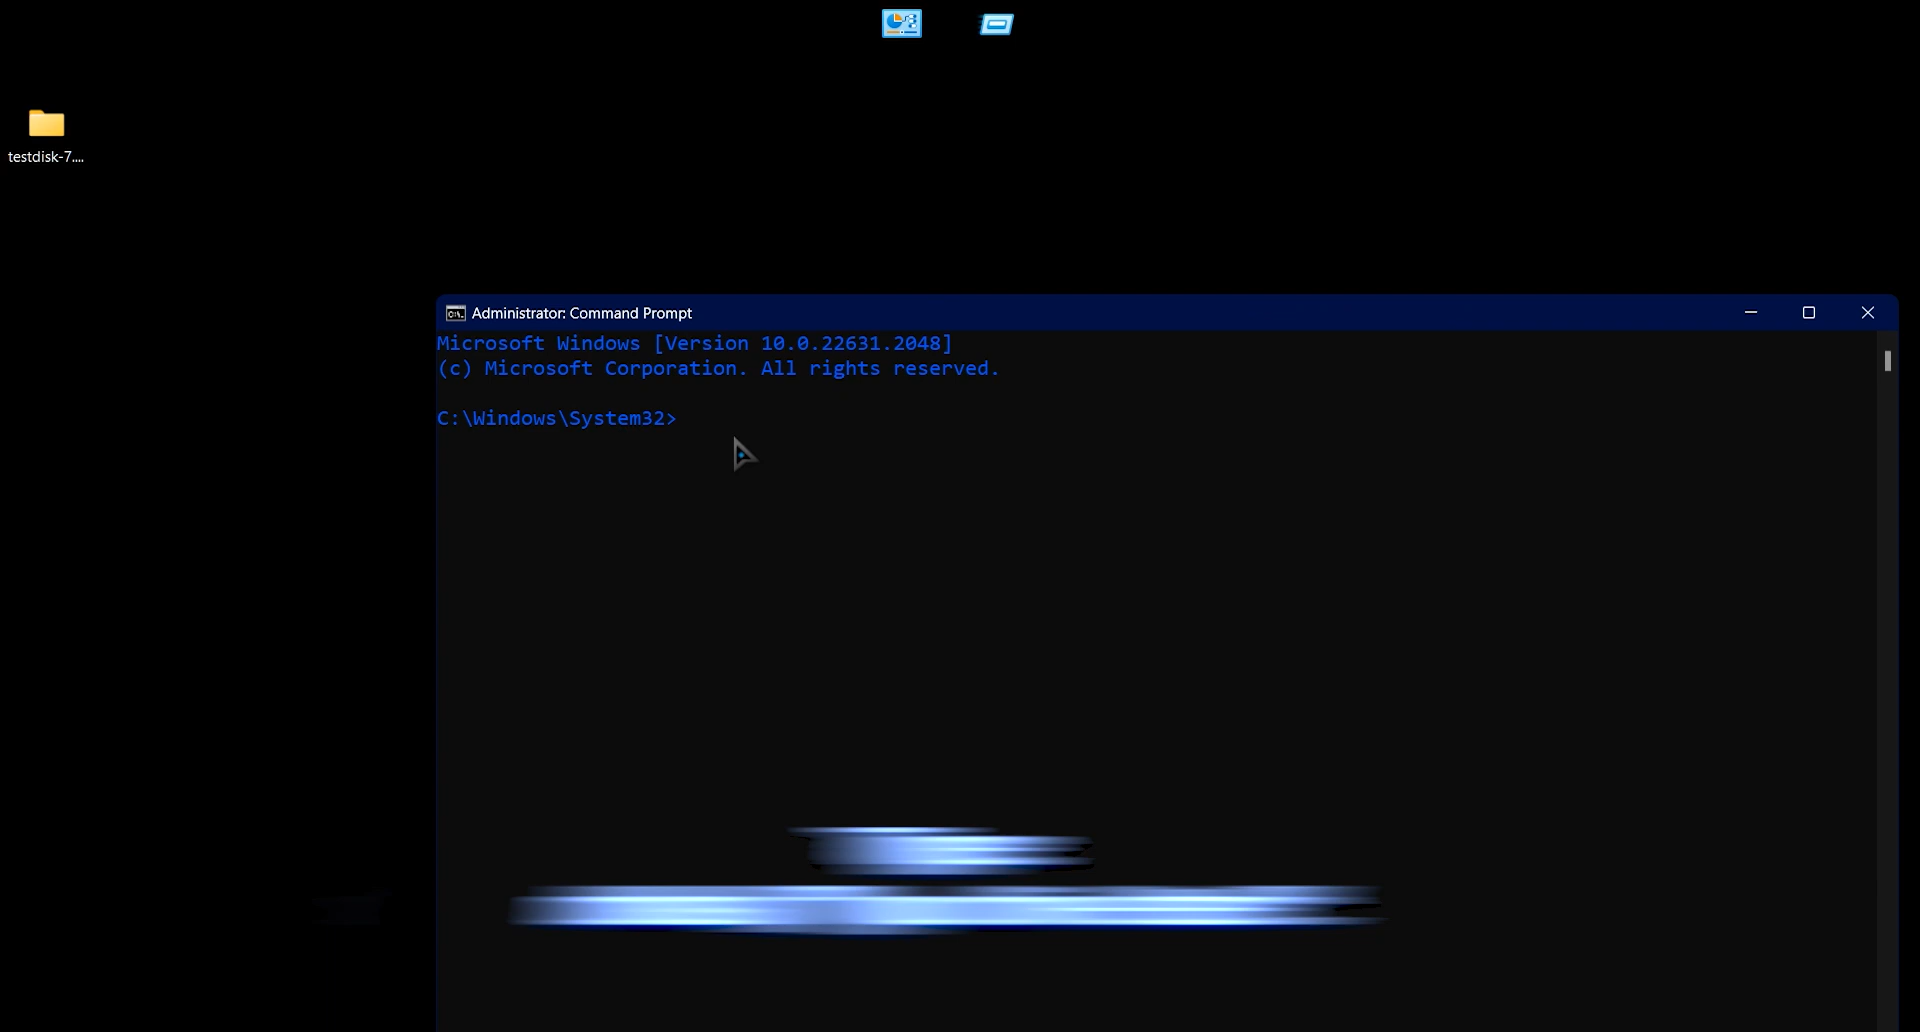 testdisk-7....
Administrator: Command Prompt
Microsoft Windows [Version 10.0.22631.2048]
(c) Microsoft Corporation. All rights reserved.
C:\Windows\System32>